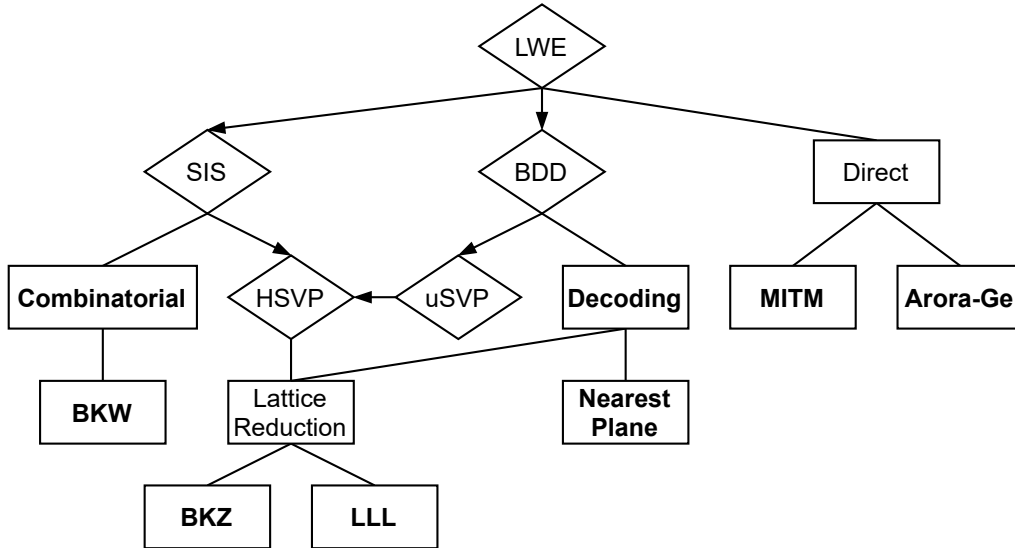 LWE
SIS
BDD
Direct
Combinatorial
HSVP
uSVP
Decoding
MITM
Arora-Ge
BKW
Lattice
Reduction
Nearest
Plane
BKZ
LLL